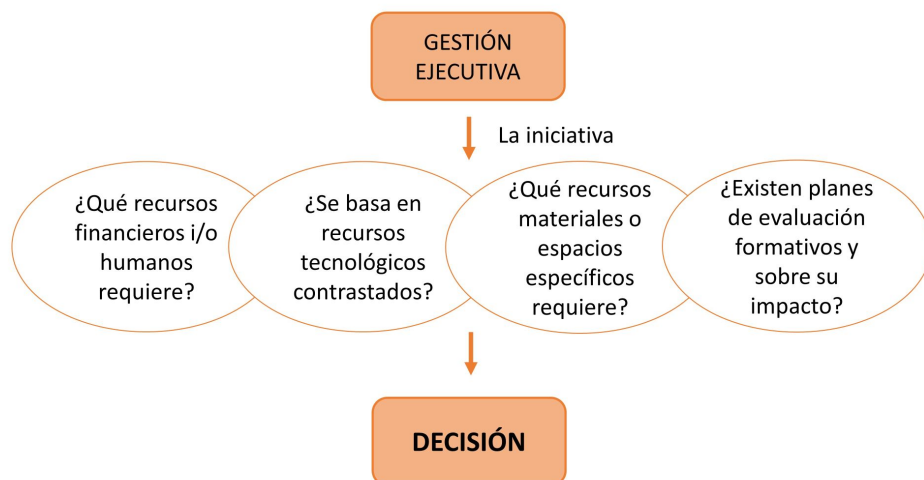 GESTIÓN
EJECUTIVA
La iniciativa
¿Qué recursos
financieros i/o
humanos
requiere?
¿Se basa en
recursos
tecnológicos
contrastados?
¿Qué recursos
materiales o
espacios
específicos
requiere?
¿Existen planes
de evaluación
formativos y
sobre su
impacto?
DECISIÓN